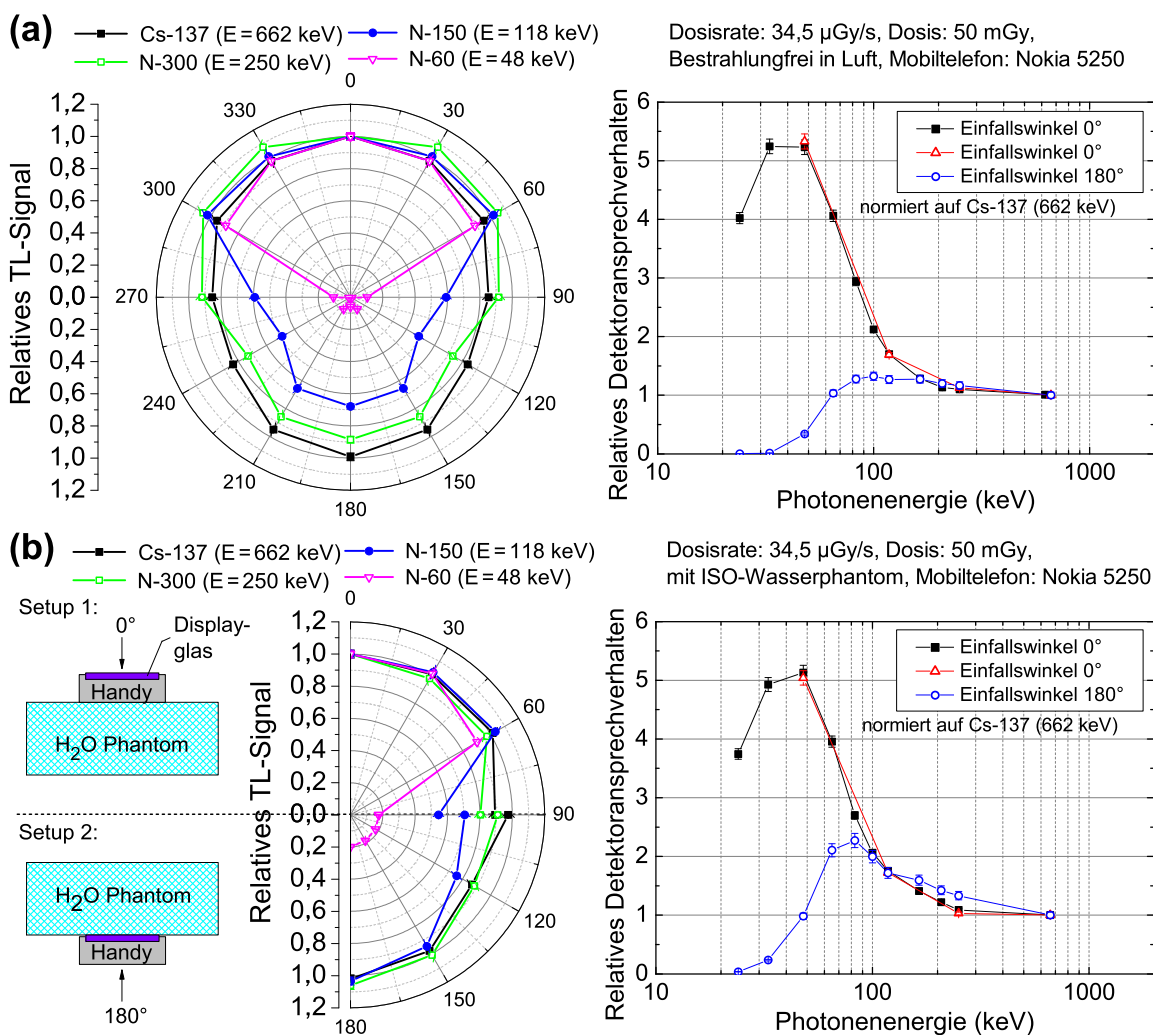 (a)
Cs-137 (E = 662 keV)
N-150 (E = 118 keV)
N-300 (E = 250 keV)
N-60 (E = 48 keV)
Relatives TL-Signal
1,2
1,0
0,8
0,6
0,4
0,2
0,0
0,2
0,4
0,6
0,8
1,0
1,2
0
30
60
90
120
150
180
210
240
270
300
330
Dosisrate: 34,5 µGy/s, Dosis: 50 mGy,
Bestrahlungfrei in Luft, Mobiltelefon: Nokia 5250
Relatives Detektoransprechverhalten
6
5
4
3
2
1
0
Einfallswinkel 0°
Einfallswinkel 0°
Einfallswinkel 180°
normiert auf Cs-137 (662 keV)
10
100
1000
Photonenenergie (keV)
(b)
Cs-137 (E = 662 keV)
N-150 (E = 118 keV)
N-300 (E = 250 keV)
N-60 (E = 48 keV)
Setup 1:
0°
Display-
glas
Handy
H2O Phantom
Setup 2:
H2O Phantom
Handy
180°
Relatives TL-Signal
1,2
1,0
0,8
0,6
0,4
0,2
0,0
0,2
0,4
0,6
0,8
1,0
1,2
0
30
60
90
120
150
180
Dosisrate: 34,5 µGy/s, Dosis: 50 mGy,
mit ISO-Wasserphantom, Mobiltelefon: Nokia 5250
Relatives Detektoransprechverhalten
6
5
4
3
2
1
0
Einfallswinkel 0°
Einfallswinkel 0°
Einfallswinkel 180°
normiert auf Cs-137 (662 keV)
10
100
1000
Photonenenergie (keV)